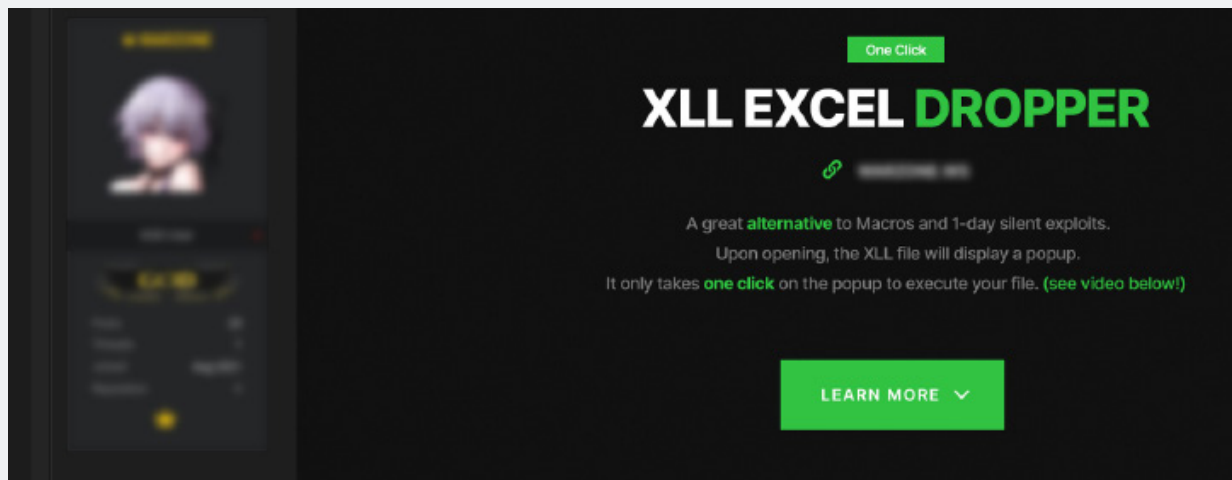 One Click
XLL EXCEL DROPPER
A great alternative to Macros and 1-day silent exploits.
Upon opening, the XLL file will display a popup.
It only takes one click on the popup to execute your file. (see video below!)
LEARN MORE